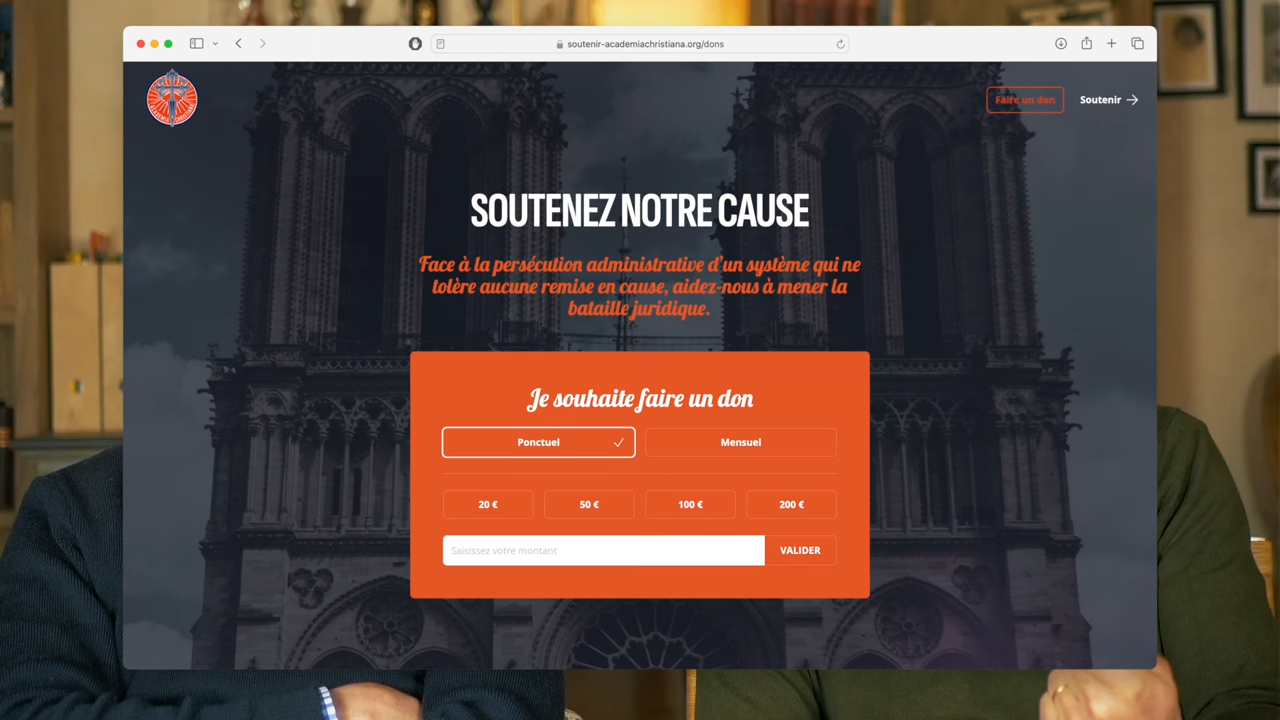 soutenir-academiachristiana.org/dons
Faire un don
Soutenir
SOUTENEZ NOTRE CAUSE
Face à la persécution administrative d'un système qui ne
tolère aucune remise en cause, aidez-nous à mener la
bataille juridique.
Je souhaite faire un don
Ponctuel
Mensuel
20 €
50 €
100 €
200 €
Saisissez votre montant
VALIDER